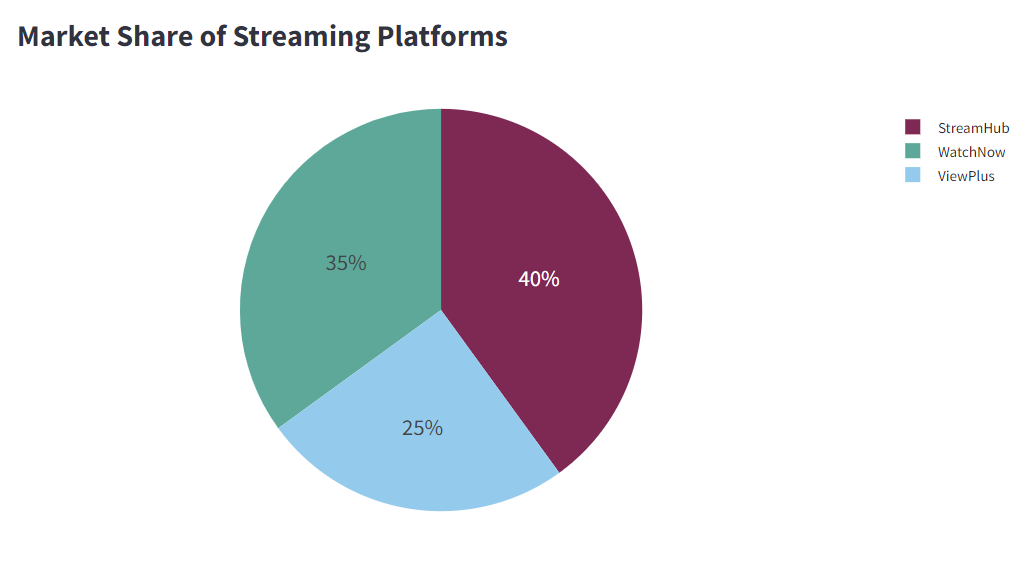 Market Share of Streaming Platforms
StreamHub
WatchNow
ViewPlus
35%
40%
25%